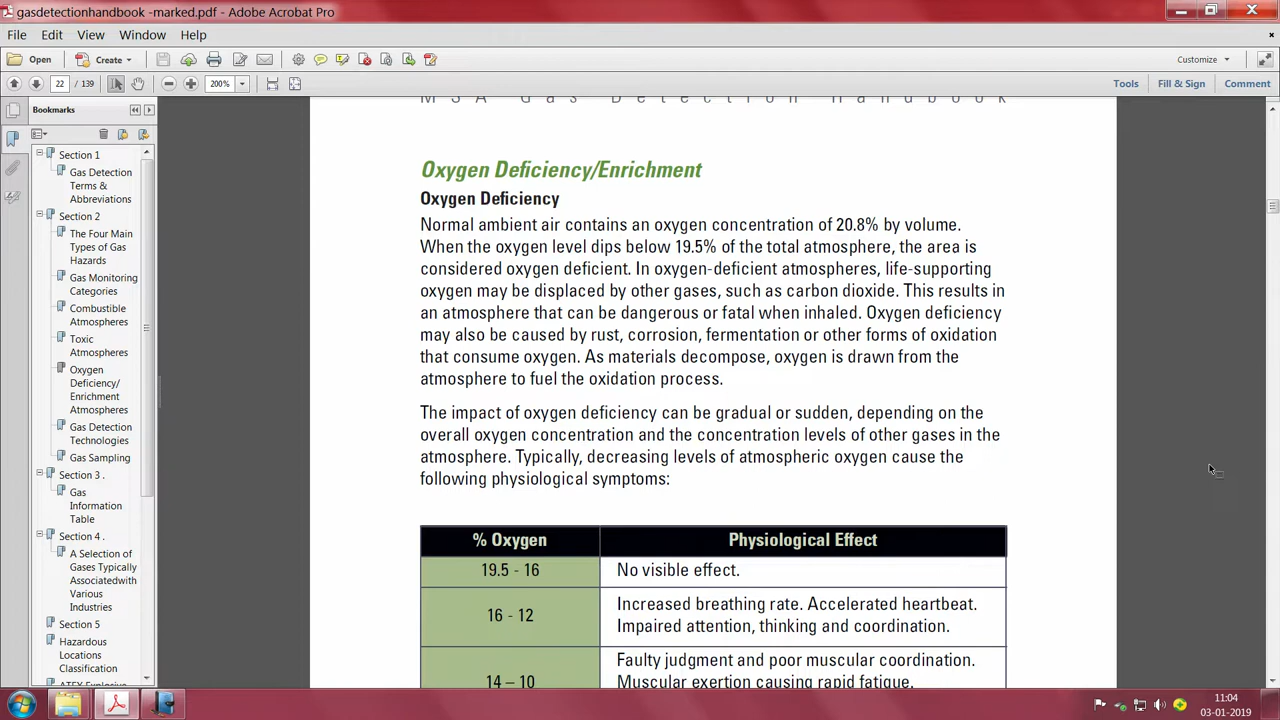 gasdetectionhandbook -marked.pdf - Adobe Acrobat Pro
File Edit View Window Help
Open Create Customize
22 / 139 200% Tools Fill & Sign Comment
Bookmarks
Section 1
Gas Detection
Terms &
Abbreviations
Section 2
The Four Main
Types of Gas
Hazards
Gas Monitoring
Categories
Combustible
Atmospheres
Toxic
Atmospheres
Oxygen
Deficiency/
Enrichment
Atmospheres
Gas Detection
Technologies
Gas Sampling
Section 3 .
Gas
Information
Table
Section 4 .
A Selection of
Gases Typically
Associatedwith
Various
Industries
Section 5
Hazardous
Locations
Classification
ATEX Explosive
MSA Gas Detection Handbook
Oxygen Deficiency/Enrichment
Oxygen Deficiency
Normal ambient air contains an oxygen concentration of 20.8% by volume.
When the oxygen level dips below 19.5% of the total atmosphere, the area is
considered oxygen deficient. In oxygen-deficient atmospheres, life-supporting
oxygen may be displaced by other gases, such as carbon dioxide. This results in
an atmosphere that can be dangerous or fatal when inhaled. Oxygen deficiency
may also be caused by rust, corrosion, fermentation or other forms of oxidation
that consume oxygen. As materials decompose, oxygen is drawn from the
atmosphere to fuel the oxidation process.
The impact of oxygen deficiency can be gradual or sudden, depending on the
overall oxygen concentration and the concentration levels of other gases in the
atmosphere. Typically, decreasing levels of atmospheric oxygen cause the
following physiological symptoms:
% Oxygen Physiological Effect
19.5 - 16 No visible effect.
16 - 12 Increased breathing rate. Accelerated heartbeat.
Impaired attention, thinking and coordination.
14 – 10 Faulty judgment and poor muscular coordination.
Muscular exertion causing rapid fatigue.
11:04
03-01-2019